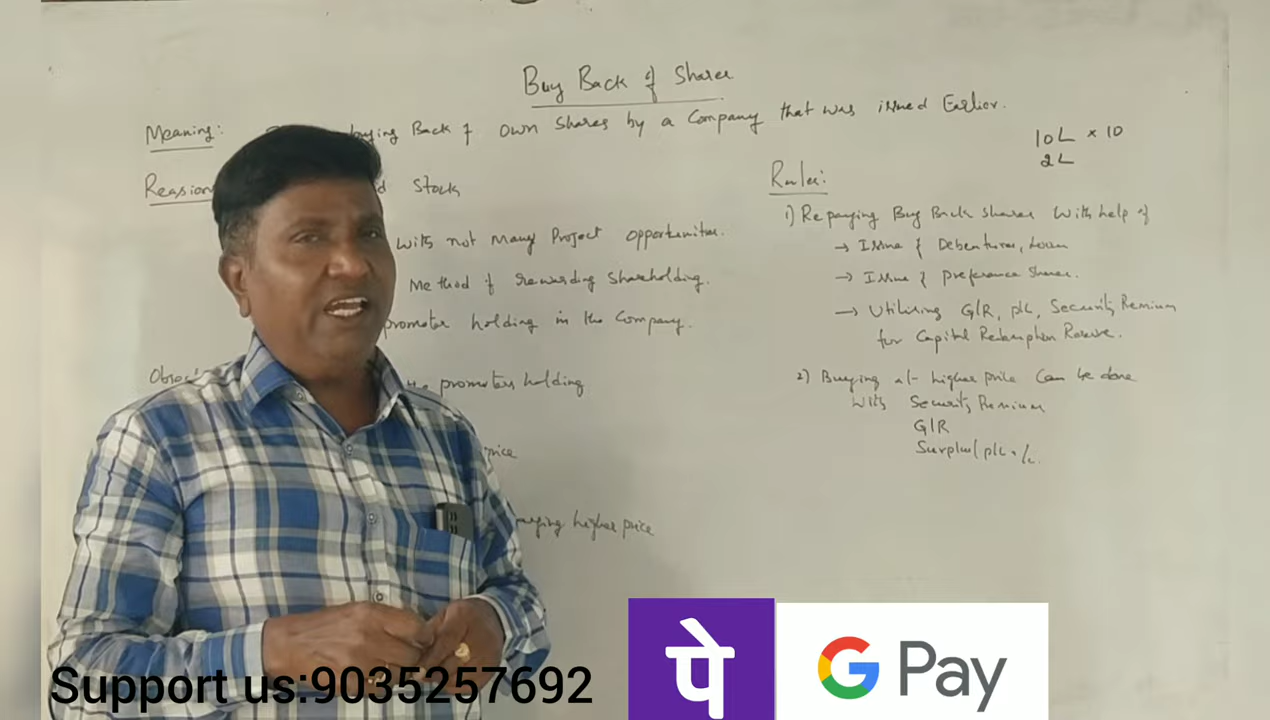 Buy Back of Shares
Meaning: buying Back of own shares by a Company that was issued Earlier.
10L × 10
2L
Reason Stock
with not Many Project opportunities.
Method of rewarding shareholding.
promoter holding in the Company.
Object the promoters holding
price
paying higher price
Rules:
1) Repaying Buy Back shares with help of
→ Issue of Debentures, Loan
→ Issue of preference shares.
→ Utilising G/R, p/L, Security Premium
for Capital Redemption Reserve.
2) Buying at higher price Can be done
with Security Premium
G/R
Surplus/ p/L a/c.
Support us:9035257692
पे
G Pay